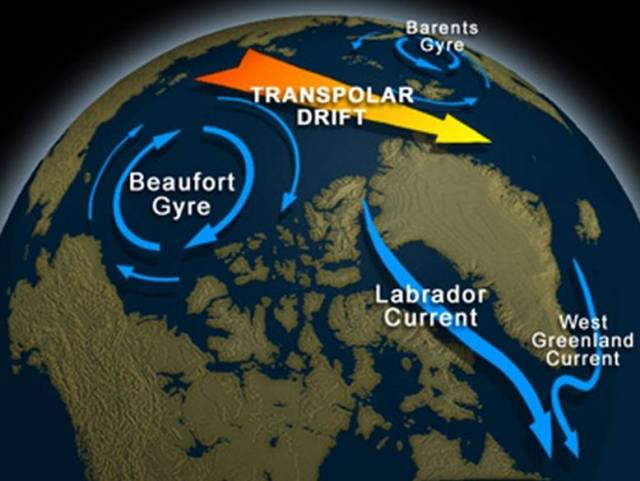 Barents
Gyre
TRANSPOLAR
DRIFT
Beaufort
Gyre
Labrador
Current
West
Greenland
Current